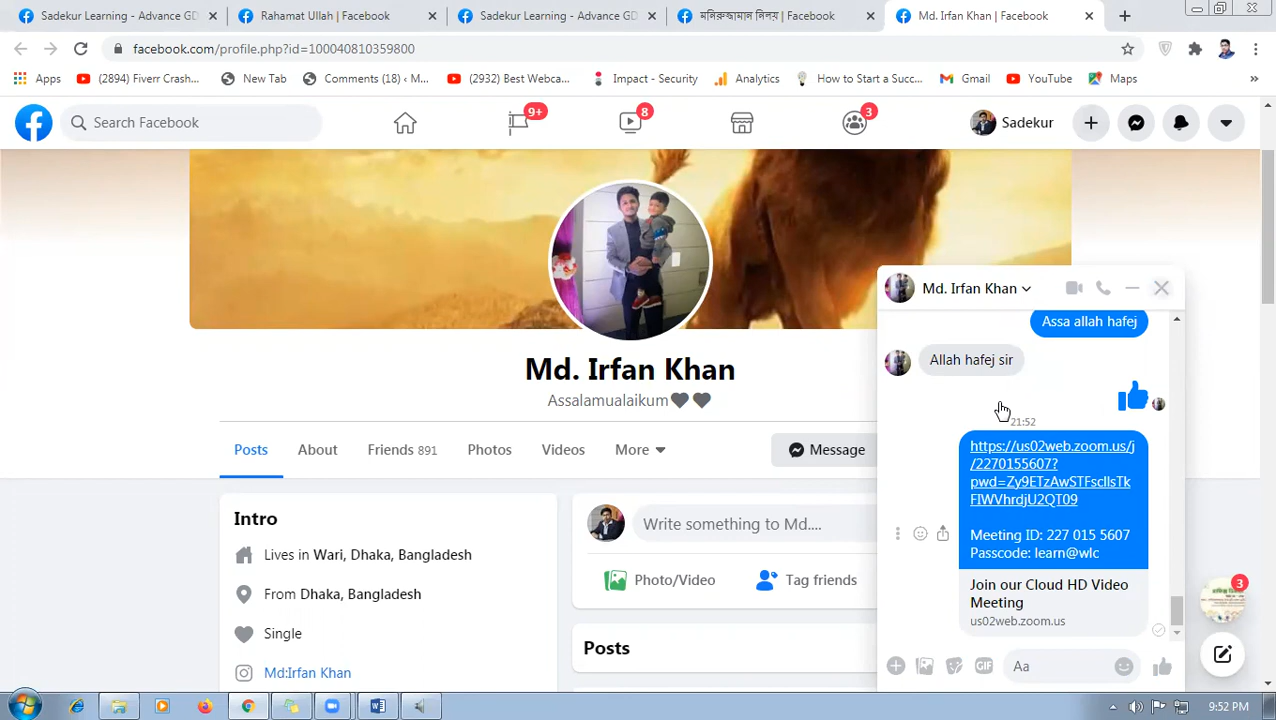 Sadekur Learning - Advance GD
Rahamat Ullah | Facebook
Sadekur Learning - Advance GD
মনিরুজ্জামান নিলয় | Facebook
Md. Irfan Khan | Facebook
facebook.com/profile.php?id=100040810359800
Apps
(2894) Fiverr Crash...
New Tab
Comments (18) ‹ M...
(2932) Best Webca...
Impact - Security
Analytics
How to Start a Succ...
Gmail
YouTube
Maps
»
Search Facebook
9+
8
3
Sadekur
Md. Irfan Khan
Assalamualaikum
Posts
About
Friends 891
Photos
Videos
More
Message
Intro
Lives in Wari, Dhaka, Bangladesh
From Dhaka, Bangladesh
Single
Md:Irfan Khan
Write something to Md....
Photo/Video
Tag friends
Posts
Md. Irfan Khan
Assa allah hafej
Allah hafej sir
21:52
https://us02web.zoom.us/j
/2270155607?
pwd=Zy9ETzAwSTFscllsTk
FIWVhrdjU2QT09
Meeting ID: 227 015 5607
Passcode: learn@wlc
Join our Cloud HD Video
Meeting
us02web.zoom.us
GIF
Aa
3
9:52 PM